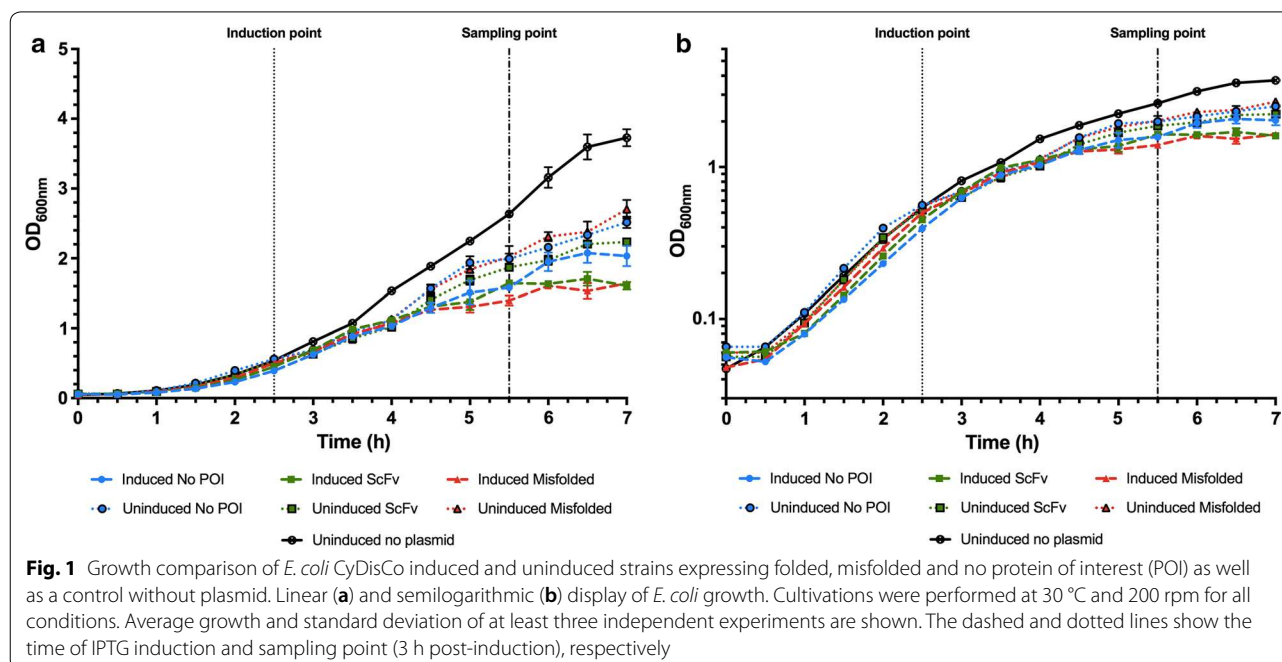 a
Induction point
Sampling point
5
4
3
2
1
0
OD600nm
0 1 2 3 4 5 6 7
Time (h)
Induced No POI
Induced ScFv
Induced Misfolded
Uninduced No POI
Uninduced ScFv
Uninduced Misfolded
Uninduced no plasmid
b
Induction point
Sampling point
1
0.1
OD600nm
0 1 2 3 4 5 6 7
Time (h)
Induced No POI
Induced ScFv
Induced Misfolded
Uninduced No POI
Uninduced ScFv
Uninduced Misfolded
Uninduced no plasmid
Fig. 1 Growth comparison of E. coli CyDisCo induced and uninduced strains expressing folded, misfolded and no protein of interest (POI) as well
as a control without plasmid. Linear (a) and semilogarithmic (b) display of E. coli growth. Cultivations were performed at 30 °C and 200 rpm for all
conditions. Average growth and standard deviation of at least three independent experiments are shown. The dashed and dotted lines show the
time of IPTG induction and sampling point (3 h post-induction), respectively